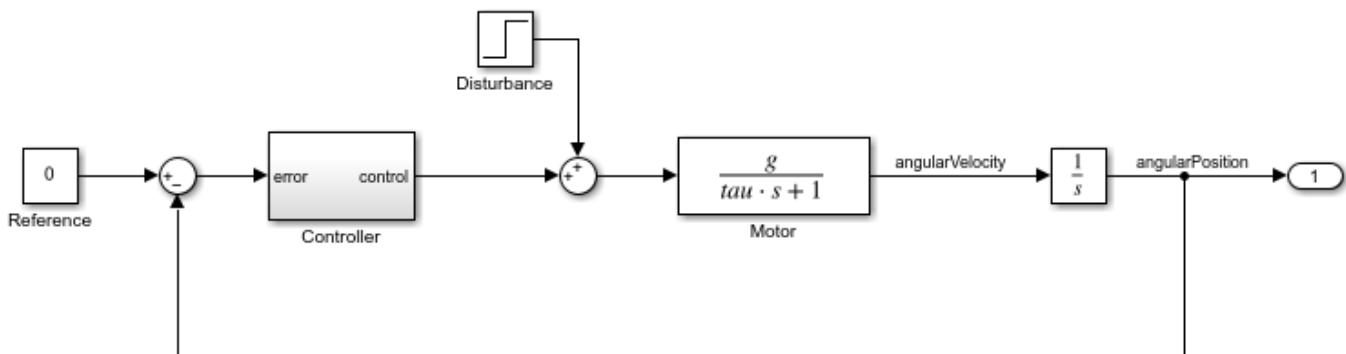 Disturbance
0
Reference
+
−
error control
Controller
+
+
g
tau · s + 1
Motor
angularVelocity
1
s
angularPosition
1